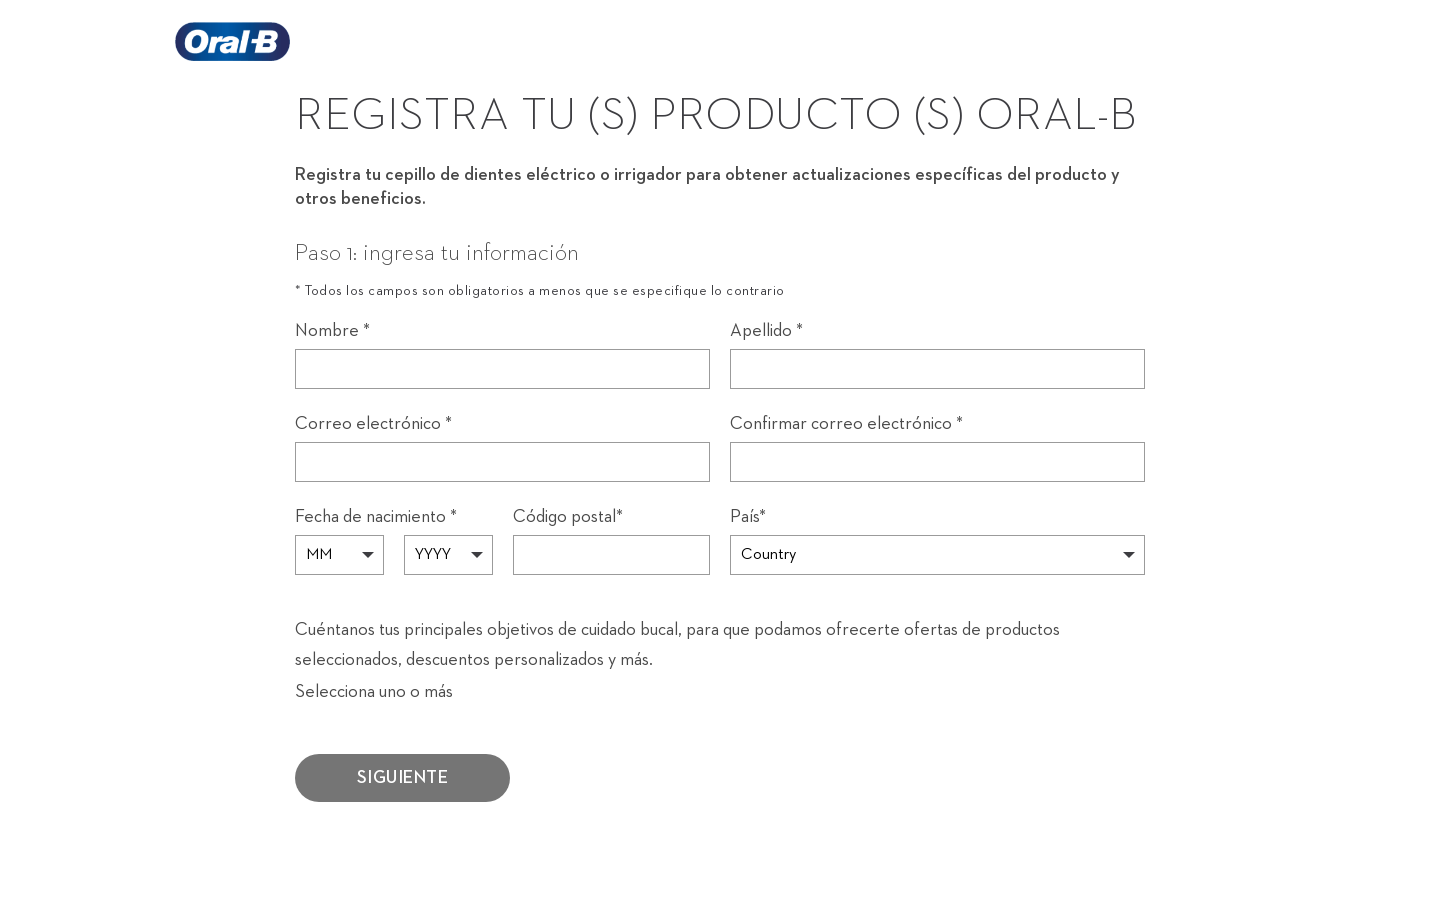 Oral-B
REGISTRA TU (S) PRODUCTO (S) ORAL-B
Registra tu cepillo de dientes eléctrico o irrigador para obtener actualizaciones específicas del producto y
otros beneficios.
Paso 1: ingresa tu información
* Todos los campos son obligatorios a menos que se especifique lo contrario
Nombre *
Apellido *
Correo electrónico *
Confirmar correo electrónico *
Fecha de nacimiento *
Código postal*
País*
MM
YYYY
Country
Cuéntanos tus principales objetivos de cuidado bucal, para que podamos ofrecerte ofertas de productos
seleccionados, descuentos personalizados y más.
Selecciona uno o más
SIGUIENTE